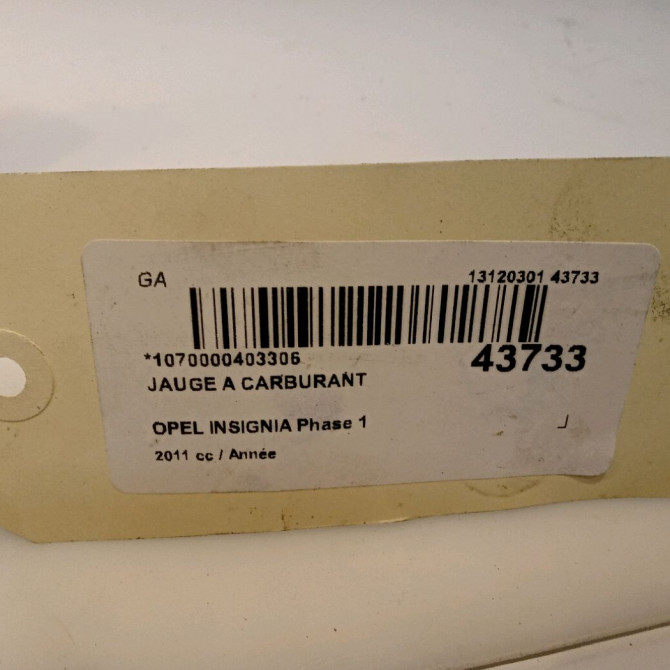 GA
13120301 43733
*1070000403306
43733
JAUGE A CARBURANT
OPEL INSIGNIA Phase 1
2011 cc / Année